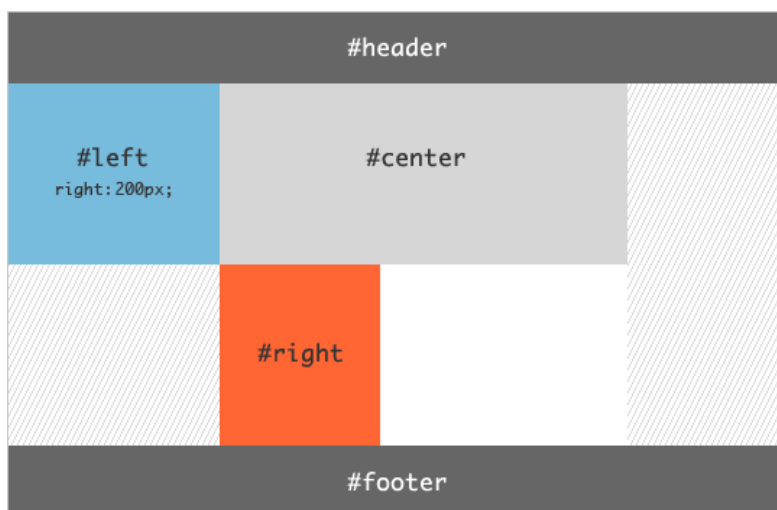 #header
#left
right:200px;
#center
#right
#footer